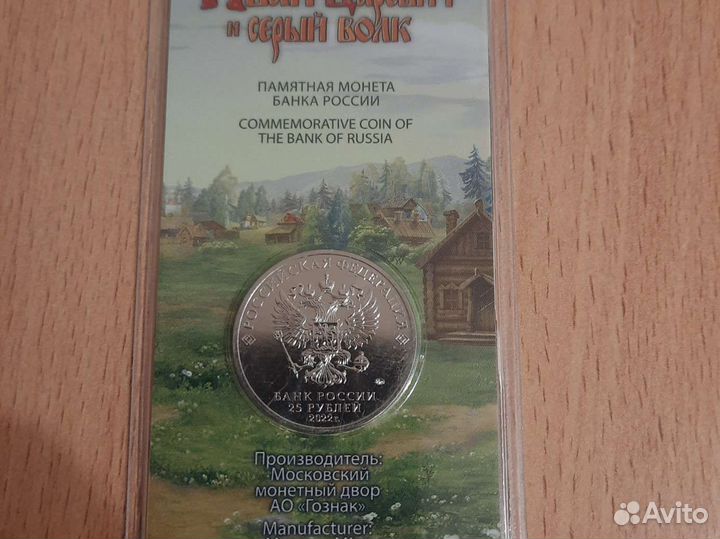 и серый волк
ПАМЯТНАЯ МОНЕТА
БАНКА РОССИИ
COMMEMORATIVE COIN OF
THE BANK OF RUSSIA
РОССИЙСКАЯ ФЕДЕРАЦИЯ
БАНК РОССИИ
25 РУБЛЕЙ
2022 г.
Производитель:
Московский
монетный двор
АО «Гознак»
Manufacturer:
Avito